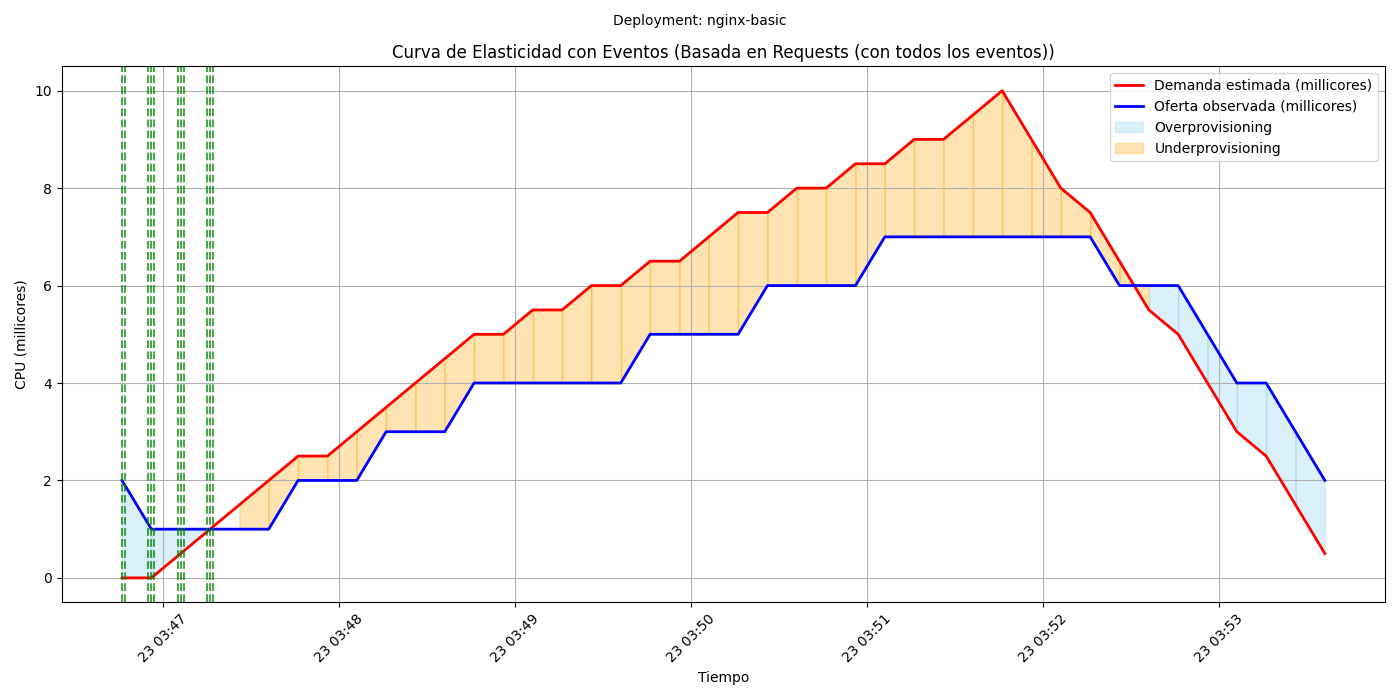 Deployment: nginx-basic
Curva de Elasticidad con Eventos (Basada en Requests (con todos los eventos))
Demanda estimada (millicores)
Oferta observada (millicores)
Overprovisioning
Underprovisioning
CPU (millicores)
10
8
6
4
2
0
23 03:47
23 03:48
23 03:49
23 03:50
23 03:51
23 03:52
23 03:53
Tiempo